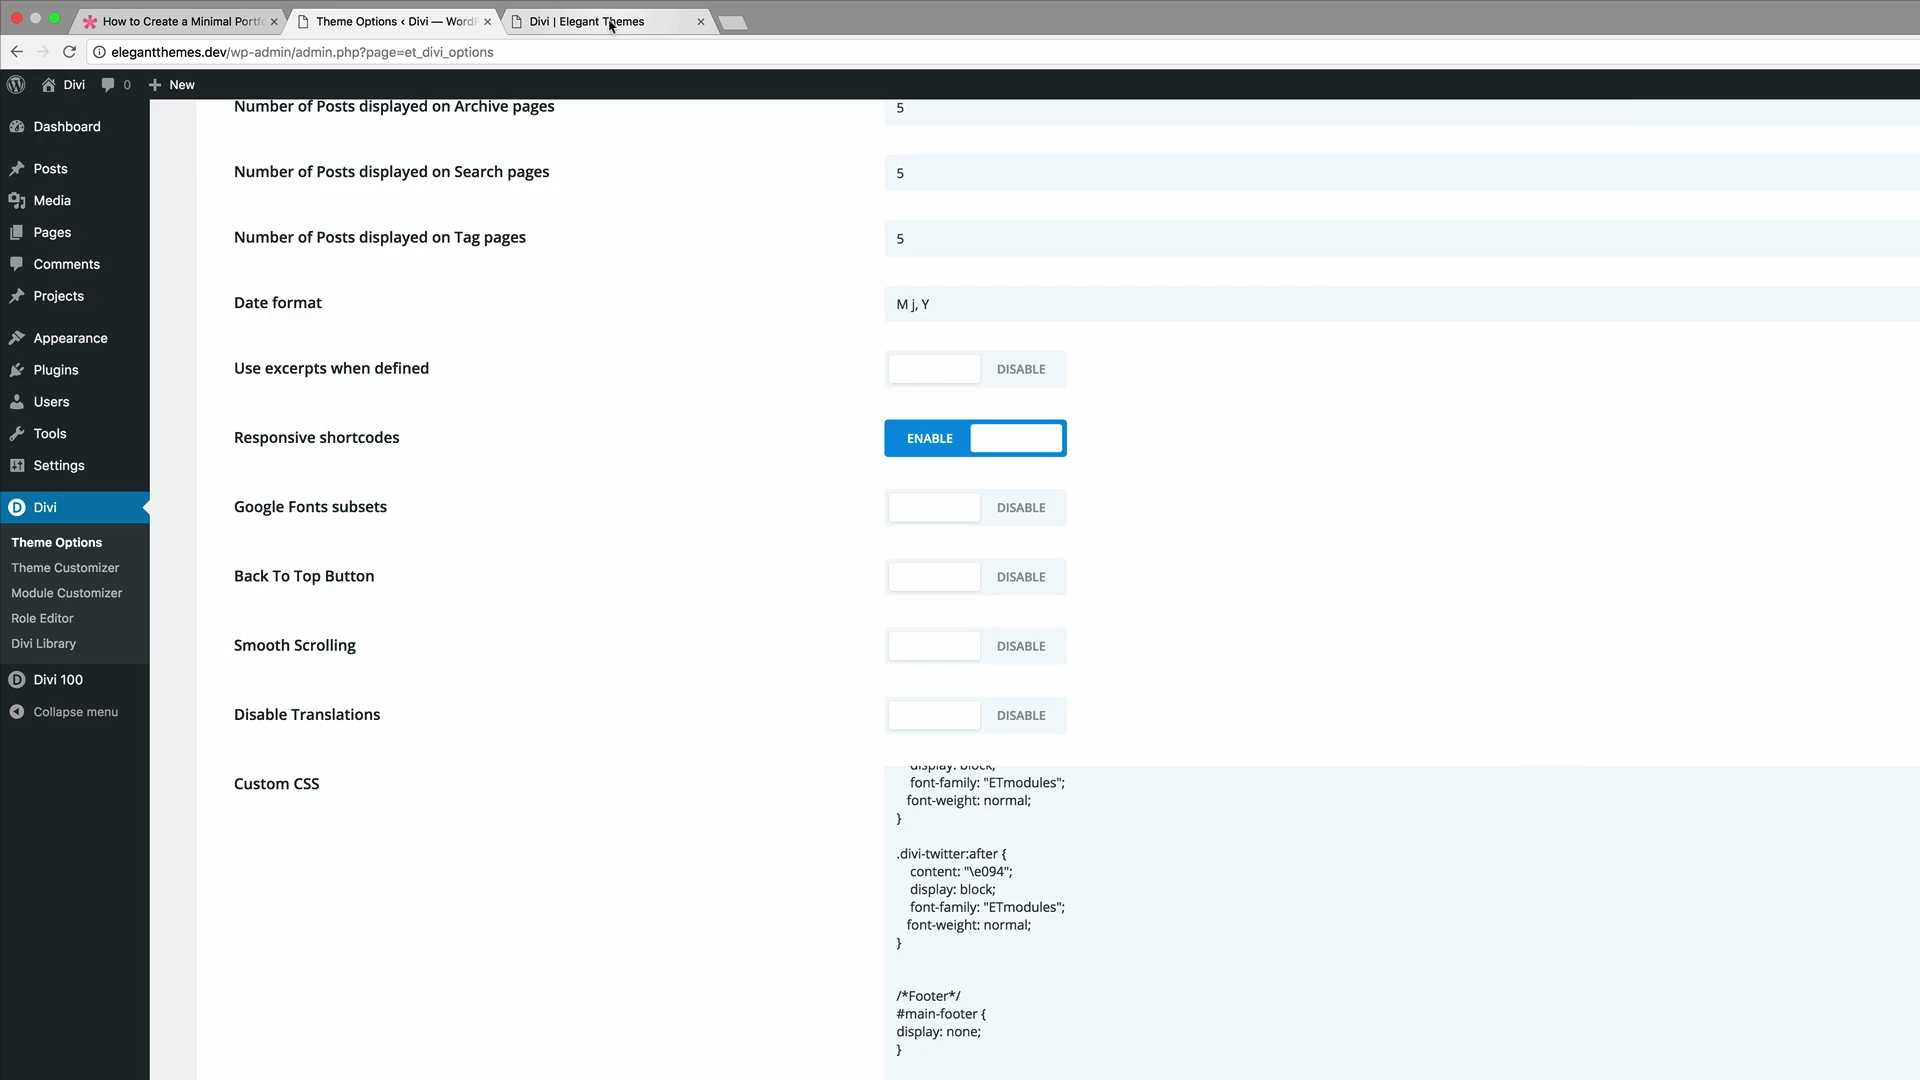 How to Create a Minimal Portfo
Theme Options ‹ Divi — WordP
Divi | Elegant Themes
elegantthemes.dev/wp-admin/admin.php?page=et_divi_options
Divi
0
New
Dashboard
Posts
Media
Pages
Comments
Projects
Appearance
Plugins
Users
Tools
Settings
Divi
Theme Options
Theme Customizer
Module Customizer
Role Editor
Divi Library
Divi 100
Collapse menu
Number of Posts displayed on Archive pages
5
Number of Posts displayed on Search pages
5
Number of Posts displayed on Tag pages
5
Date format
M j, Y
Use excerpts when defined
DISABLE
Responsive shortcodes
ENABLE
Google Fonts subsets
DISABLE
Back To Top Button
DISABLE
Smooth Scrolling
DISABLE
Disable Translations
DISABLE
Custom CSS
display: block;
font-family: "ETmodules";
font-weight: normal;
}
.divi-twitter:after {
content: "\e094";
display: block;
font-family: "ETmodules";
font-weight: normal;
}
/*Footer*/
#main-footer {
display: none;
}